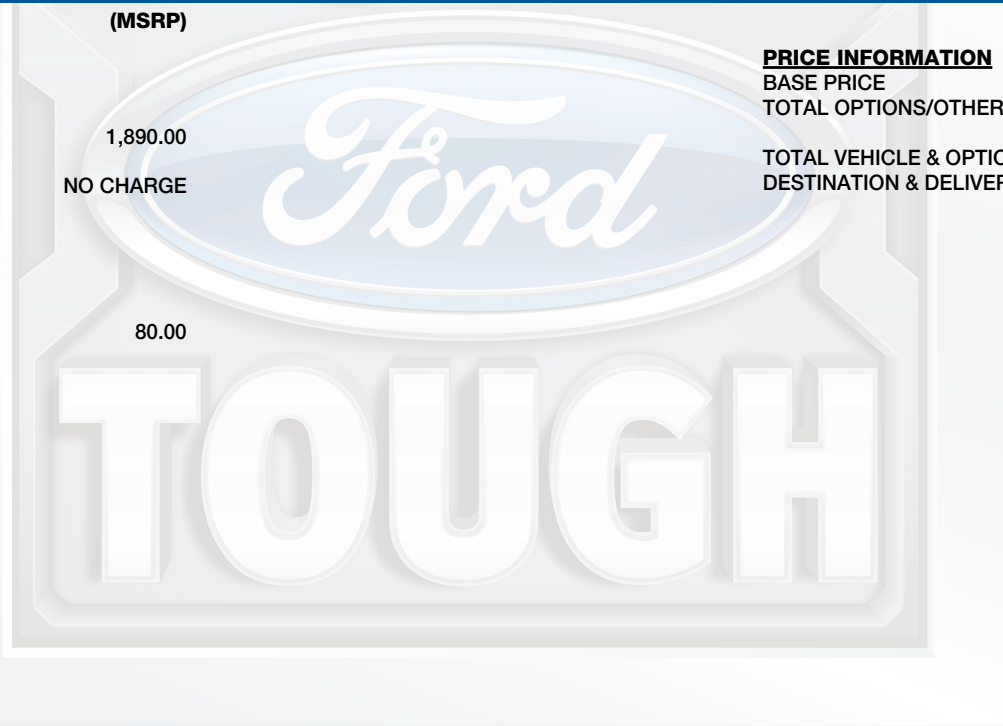 (MSRP)
1,890.00
NO CHARGE
80.00
PRICE INFORMATION
BASE PRICE
TOTAL OPTIONS/OTHER
TOTAL VEHICLE & OPTIO
DESTINATION & DELIVER
Ford
TOUGH